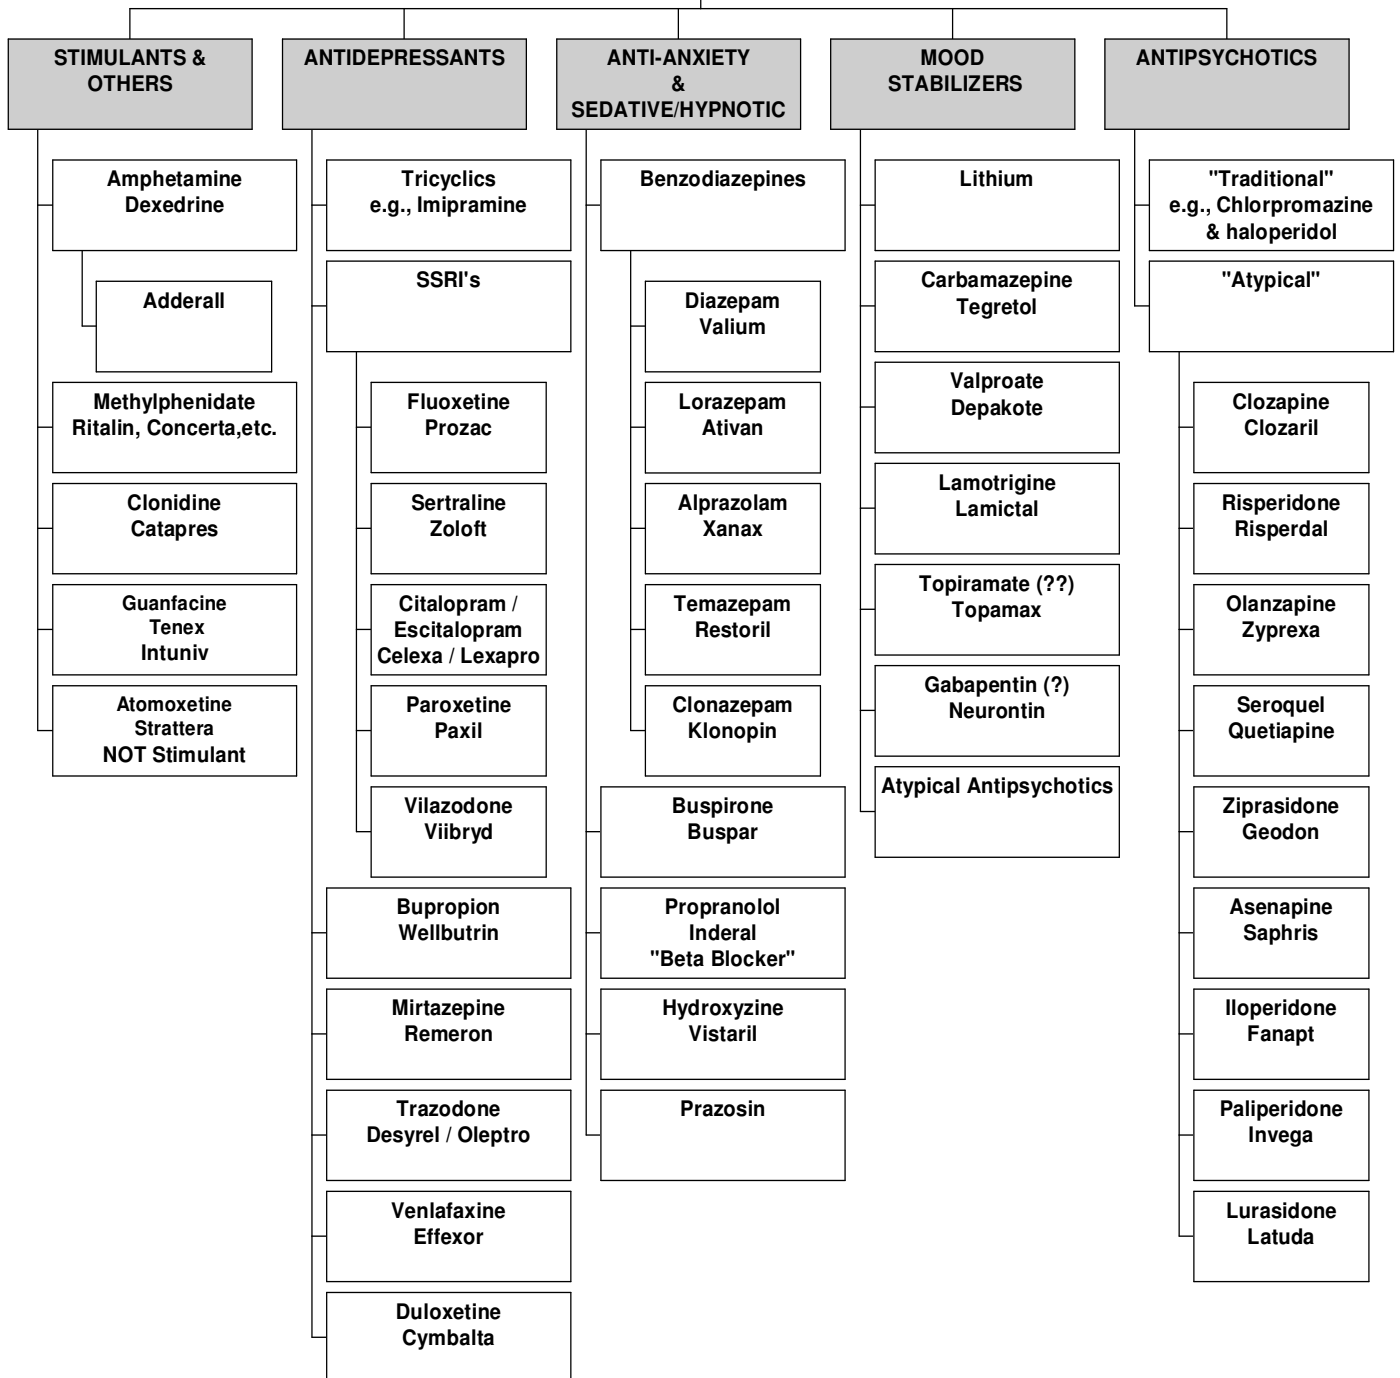 STIMULANTS &
OTHERS
Amphetamine
Dexedrine
Adderall
Methylphenidate
Ritalin, Concerta,etc.
Clonidine
Catapres
Guanfacine
Tenex
Intuniv
Atomoxetine
Strattera
NOT Stimulant
ANTIDEPRESSANTS
Tricyclics
e.g., Imipramine
SSRI's
Fluoxetine
Prozac
Sertraline
Zoloft
Citalopram /
Escitalopram
Celexa / Lexapro
Paroxetine
Paxil
Vilazodone
Viibryd
Bupropion
Wellbutrin
Mirtazepine
Remeron
Trazodone
Desyrel / Oleptro
Venlafaxine
Effexor
Duloxetine
Cymbalta
ANTI-ANXIETY
&
SEDATIVE/HYPNOTIC
Benzodiazepines
Diazepam
Valium
Lorazepam
Ativan
Alprazolam
Xanax
Temazepam
Restoril
Clonazepam
Klonopin
Buspirone
Buspar
Propranolol
Inderal
"Beta Blocker"
Hydroxyzine
Vistaril
Prazosin
MOOD
STABILIZERS
Lithium
Carbamazepine
Tegretol
Valproate
Depakote
Lamotrigine
Lamictal
Topiramate (??)
Topamax
Gabapentin (?)
Neurontin
Atypical Antipsychotics
ANTIPSYCHOTICS
"Traditional"
e.g., Chlorpromazine
& haloperidol
"Atypical"
Clozapine
Clozaril
Risperidone
Risperdal
Olanzapine
Zyprexa
Seroquel
Quetiapine
Ziprasidone
Geodon
Asenapine
Saphris
Iloperidone
Fanapt
Paliperidone
Invega
Lurasidone
Latuda